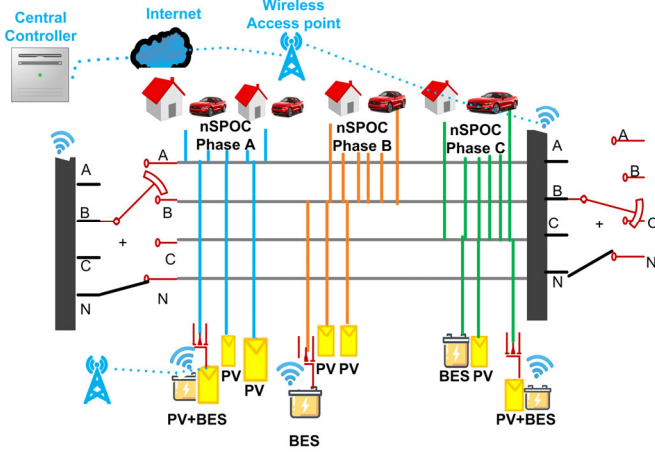 Central
Controller
Internet
Wireless
Access point
nSPOC
Phase A
nSPOC
Phase B
nSPOC
Phase C
A
B
C
N
+
A
B
C
N
A
B
C
N
+
A
B
C
N
PV+BES
PV
PV
BES
PV
PV
BES
PV
PV+BES